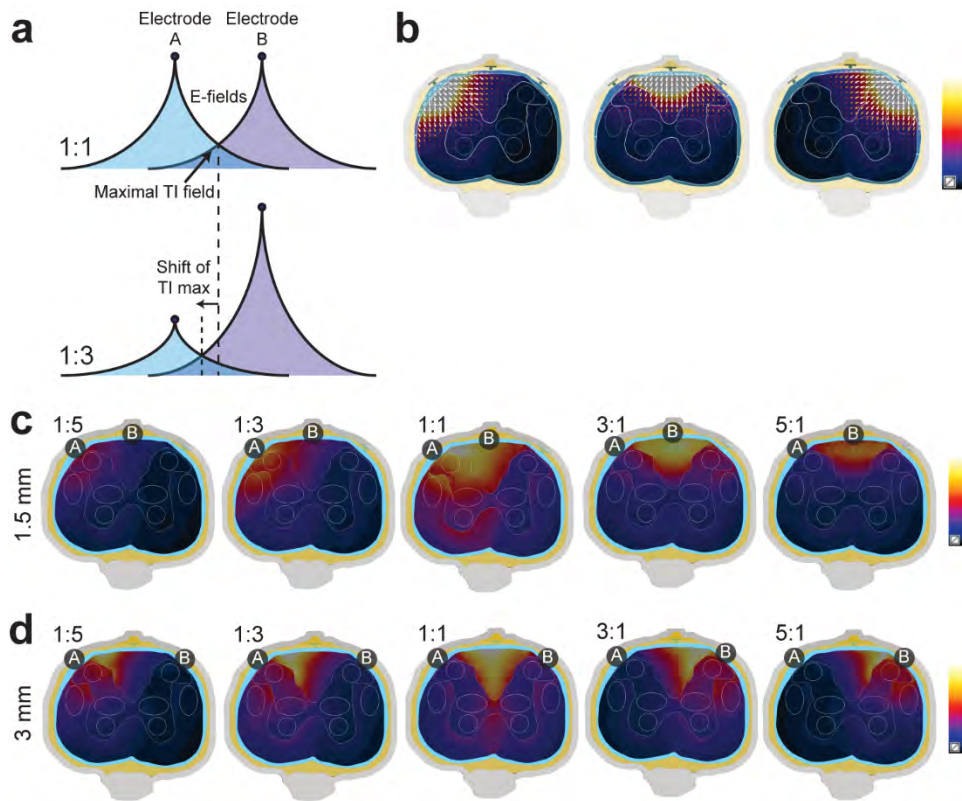 a
Electrode
A
Electrode
B
E-fields
1:1
Maximal TI field
Shift of
TI max
1:3
b
c
1.5 mm
1:5
A
B
1:3
A
B
1:1
A
B
3:1
A
B
5:1
A
B
d
3 mm
1:5
A
B
1:3
A
B
1:1
A
B
3:1
A
B
5:1
A
B